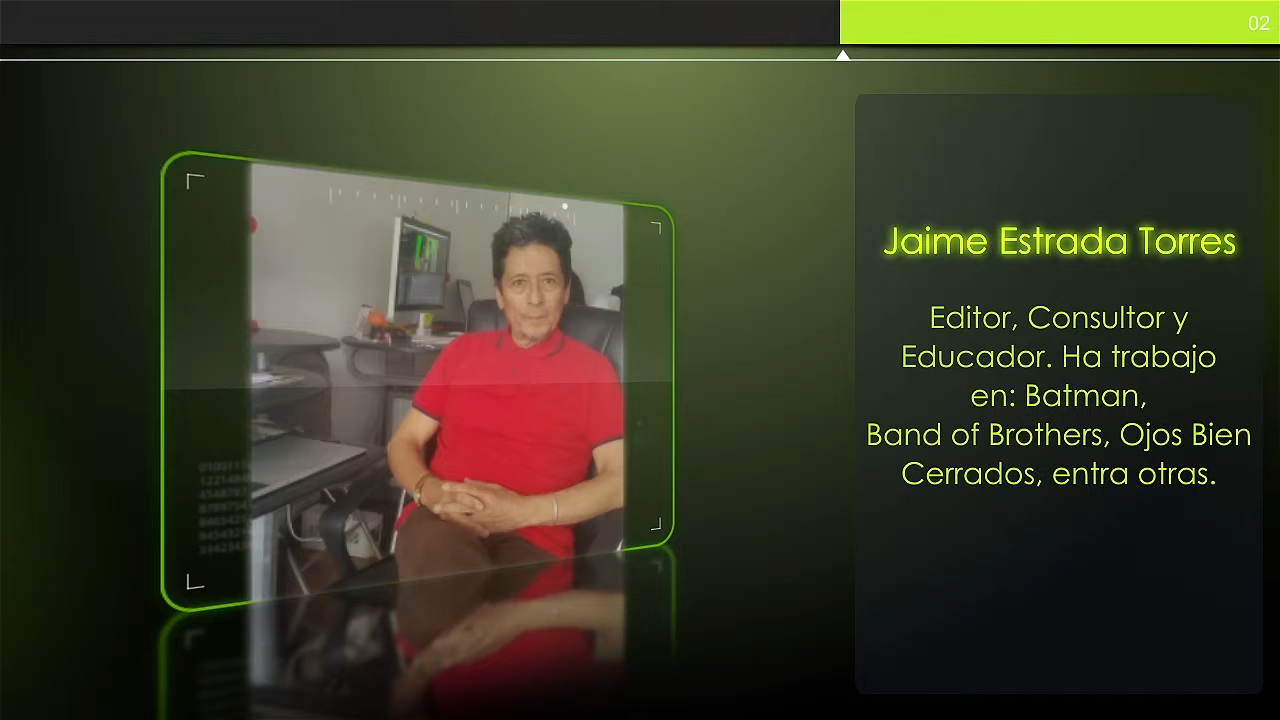 02
Jaime Estrada Torres
Editor, Consultor y
Educador. Ha trabajo
en: Batman,
Band of Brothers, Ojos Bien
Cerrados, entra otras.